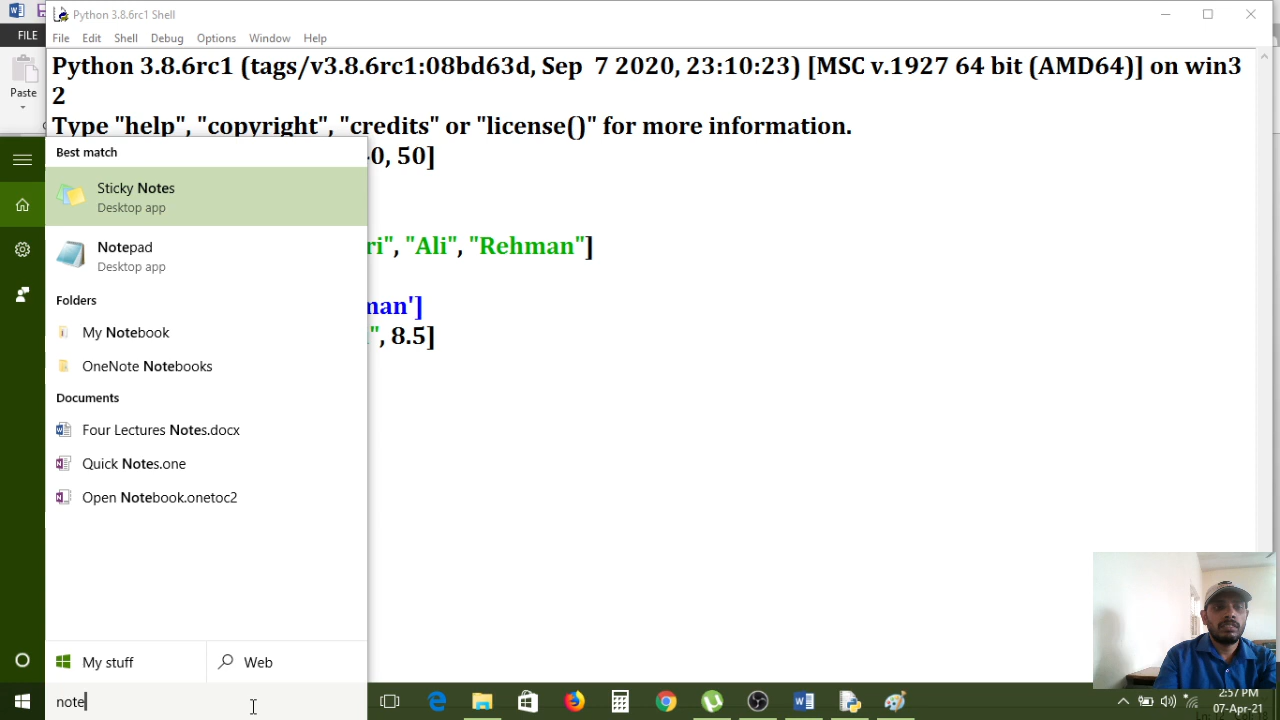 Python 3.8.6rc1 Shell
FILE
File Edit Shell Debug Options Window Help
Paste
Python 3.8.6rc1 (tags/v3.8.6rc1:08bd63d, Sep 7 2020, 23:10:23) [MSC v.1927 64 bit (AMD64)] on win3
2
Type "help", "copyright", "credits" or "license()" for more information.
0, 50]
ri", "Ali", "Rehman"]
man']
", 8.5]
Best match
Sticky Notes
Desktop app
Notepad
Desktop app
Folders
My Notebook
OneNote Notebooks
Documents
Four Lectures Notes.docx
Quick Notes.one
Open Notebook.onetoc2
My stuff
Web
note
2:57 PM
07-Apr-21